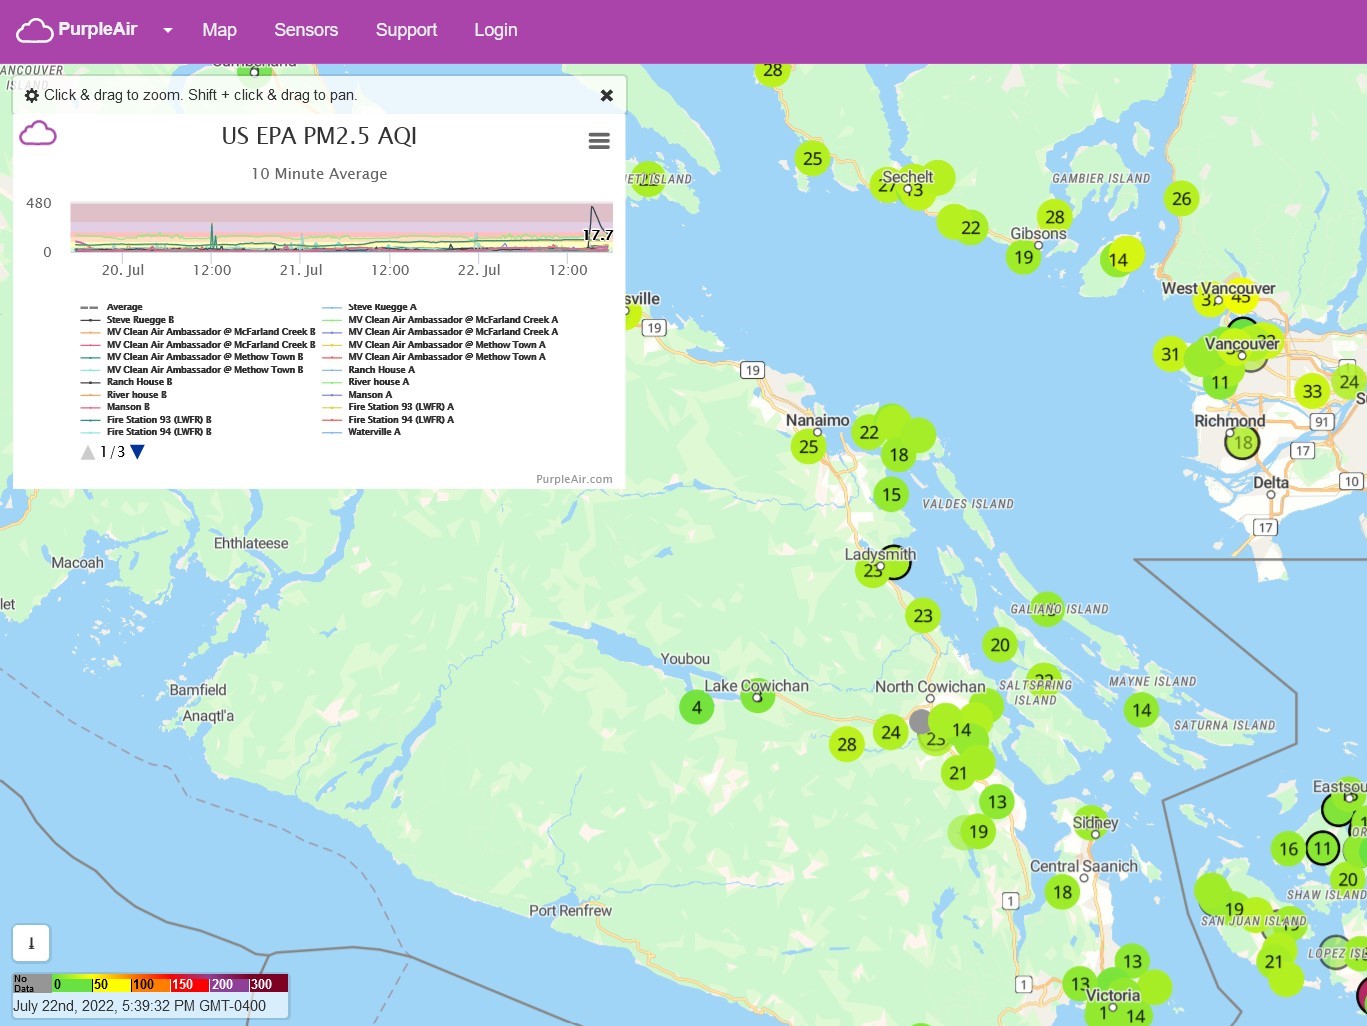 PurpleAir
Map
Sensors
Support
Login
Click & drag to zoom. Shift + click & drag to pan.
US EPA PM2.5 AQI
10 Minute Average
480
0
17.7
20. Jul
12:00
21. Jul
12:00
22. Jul
12:00
Average
Steve Ruegge A
Steve Ruegge B
MV Clean Air Ambassador @ McFarland Creek A
MV Clean Air Ambassador @ McFarland Creek B
MV Clean Air Ambassador @ McFarland Creek A
MV Clean Air Ambassador @ McFarland Creek B
MV Clean Air Ambassador @ Methow Town A
MV Clean Air Ambassador @ Methow Town B
MV Clean Air Ambassador @ Methow Town A
MV Clean Air Ambassador @ Methow Town B
Ranch House A
Ranch House B
River house A
River house B
Manson A
Manson B
Fire Station 93 (LWFR) A
Fire Station 93 (LWFR) B
Fire Station 94 (LWFR) A
Fire Station 94 (LWFR) B
Waterville A
1 / 3
PurpleAir.com
28
25
Sechelt
GAMBIER ISLAND
26
28
22
Gibsons
19
14
West Vancouver
45
19
31
Vancouver
11
33
24
19
Nanaimo
22
25
18
Richmond
91
18
17
Delta
10
15
VALDES ISLAND
17
Ehthlateese
Macoah
Ladysmith
23
23
GALIANO ISLAND
20
Youbou
Lake Cowichan
4
North Cowichan
SALTSPRING
ISLAND
MAYNE ISLAND
14
SATURNA ISLAND
Bamfield
Anaqtl'a
28
24
14
21
13
19
Sidney
Central Saanich
18
16
11
20
SHAW ISLAND
19
SAN JUAN ISLAND
21
Port Renfrew
1
1
13
13
Victoria
14
No
Data
0
50
100
150
200
300
July 22nd, 2022, 5:39:32 PM GMT-0400